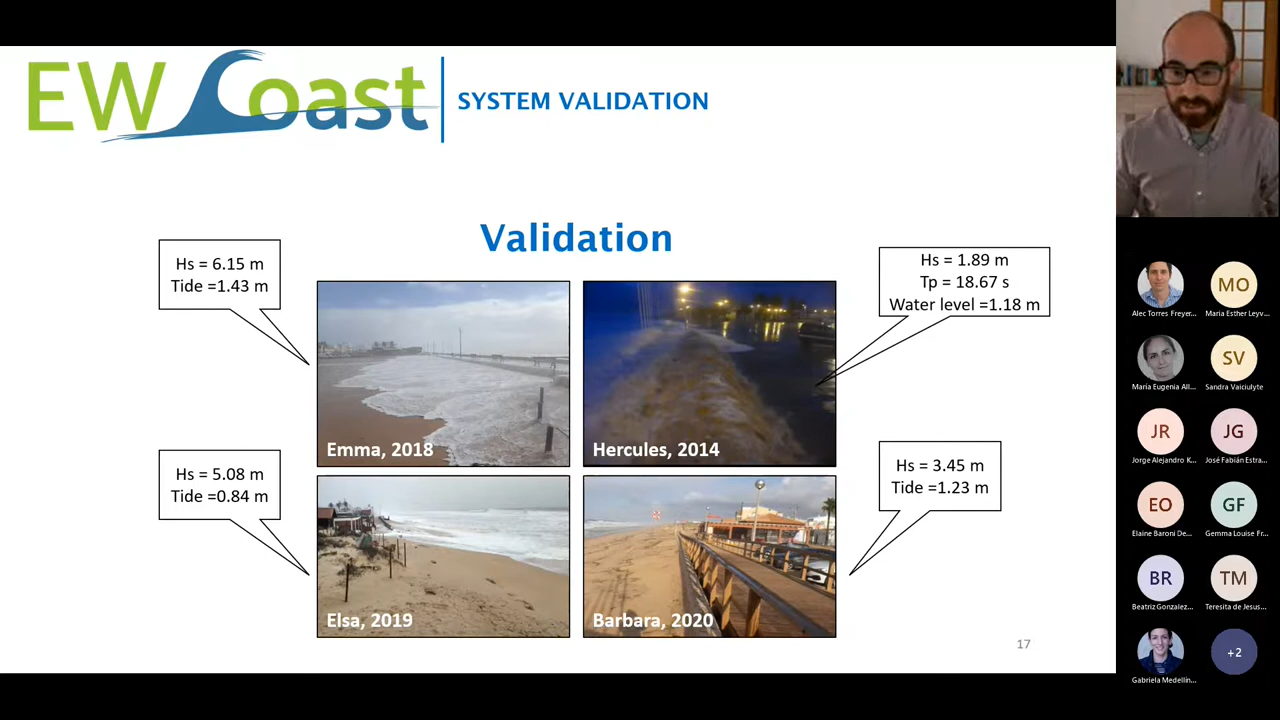 EW Coast
SYSTEM VALIDATION
Validation
Hs = 6.15 m
Tide =1.43 m
Hs = 1.89 m
Tp = 18.67 s
Water level =1.18 m
Emma, 2018
Hercules, 2014
Hs = 5.08 m
Tide =0.84 m
Hs = 3.45 m
Tide =1.23 m
Elsa, 2019
Barbara, 2020
17
Alec Torres Freyer...
MO
Maria Esther Leyv...
María Eugenia All...
SV
Sandra Vaiciulyte
JR
Jorge Alejandro K...
JG
José Fabián Estra...
EO
Elaine Baroni De...
GF
Gemma Louise Fr...
BR
Beatriz Gonzalez...
TM
Teresita de Jesus...
Gabriela Medellín...
+2